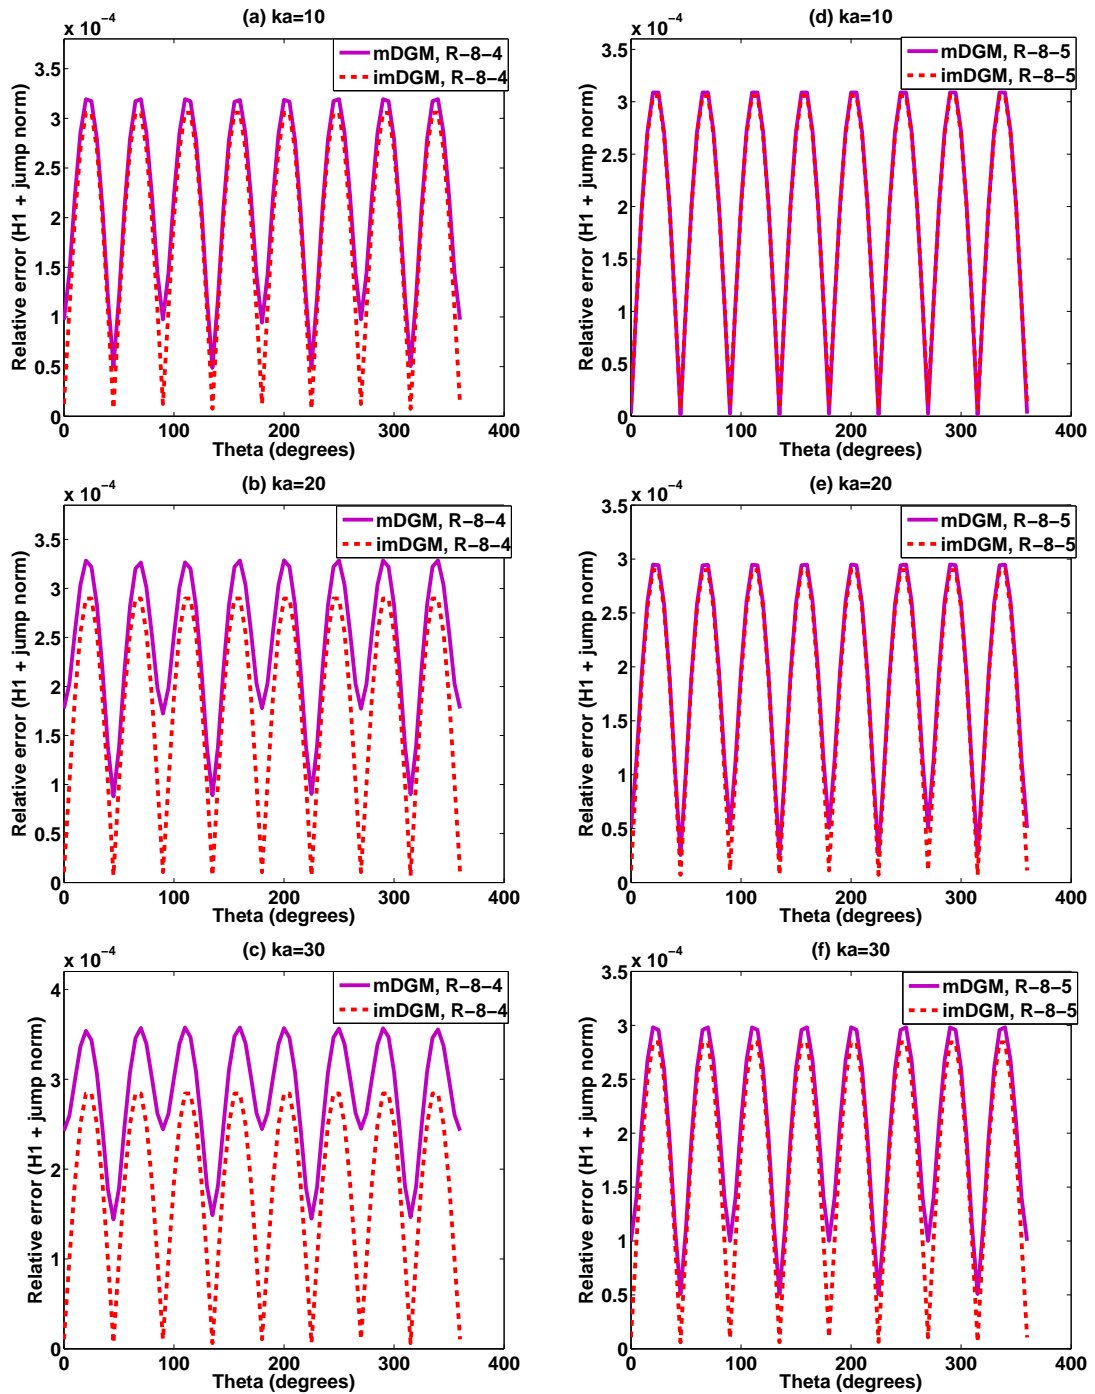 (a) ka=10
x 10⁻⁴
mDGM, R−8−4
imDGM, R−8−4
Relative error (H1 + jump norm)
3.5
3
2.5
2
1.5
1
0.5
0
0 100 200 300 400
Theta (degrees)
(d) ka=10
x 10⁻⁴
mDGM, R−8−5
imDGM, R−8−5
Relative error (H1 + jump norm)
3.5
3
2.5
2
1.5
1
0.5
0
0 100 200 300 400
Theta (degrees)
(b) ka=20
x 10⁻⁴
mDGM, R−8−4
imDGM, R−8−4
Relative error (H1 + jump norm)
3.5
3
2.5
2
1.5
1
0.5
0
0 100 200 300 400
Theta (degrees)
(e) ka=20
x 10⁻⁴
mDGM, R−8−5
imDGM, R−8−5
Relative error (H1 + jump norm)
3.5
3
2.5
2
1.5
1
0.5
0
0 100 200 300 400
Theta (degrees)
(c) ka=30
x 10⁻⁴
mDGM, R−8−4
imDGM, R−8−4
Relative error (H1 + jump norm)
4
3
2
1
0
0 100 200 300 400
Theta (degrees)
(f) ka=30
x 10⁻⁴
mDGM, R−8−5
imDGM, R−8−5
Relative error (H1 + jump norm)
3.5
3
2.5
2
1.5
1
0.5
0
0 100 200 300 400
Theta (degrees)